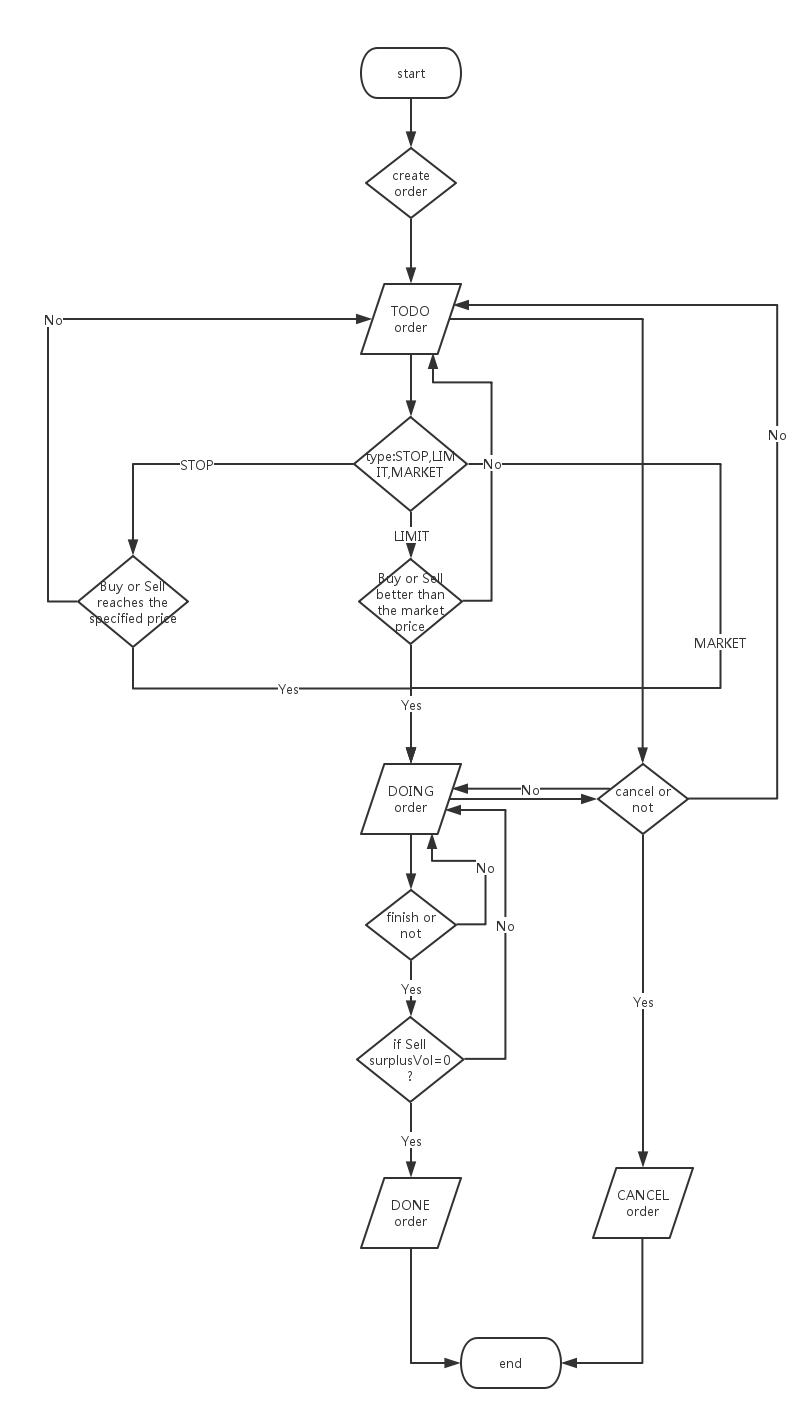 start
create
order
TODO
order
No
No
type:STOP,LIM
IT,MARKET
STOP
No
LIMIT
Buy or Sell
reaches the
specified price
Buy or Sell
better than
the market
price
MARKET
Yes
Yes
DOING
order
No
cancel or
not
No
finish or
not
No
Yes
Yes
if Sell
surplusVol=0
?
Yes
DONE
order
CANCEL
order
end